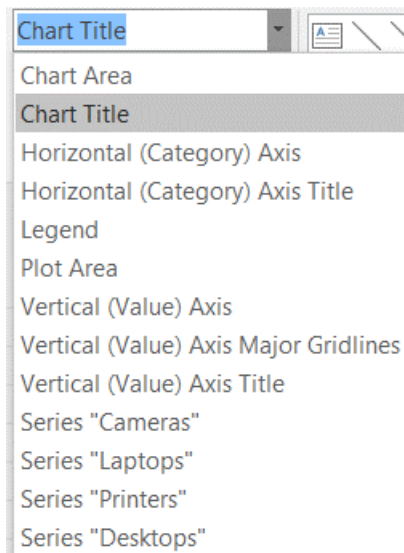 Chart Title
A
Chart Area
Chart Title
Horizontal (Category) Axis
Horizontal (Category) Axis Title
Legend
Plot Area
Vertical (Value) Axis
Vertical (Value) Axis Major Gridlines
Vertical (Value) Axis Title
Series "Cameras"
Series "Laptops"
Series "Printers"
Series "Desktops"